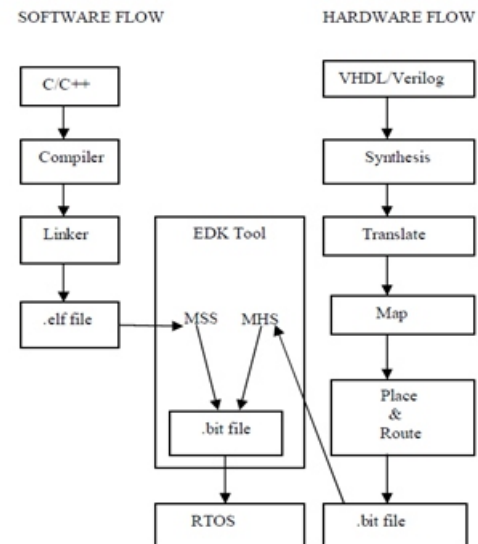 SOFTWARE FLOW
HARDWARE FLOW
C/C++
VHDL/Verilog
Compiler
Synthesis
Linker
EDK Tool
Translate
.elf file
MSS
MHS
Map
Place
&
Route
.bit file
RTOS
.bit file